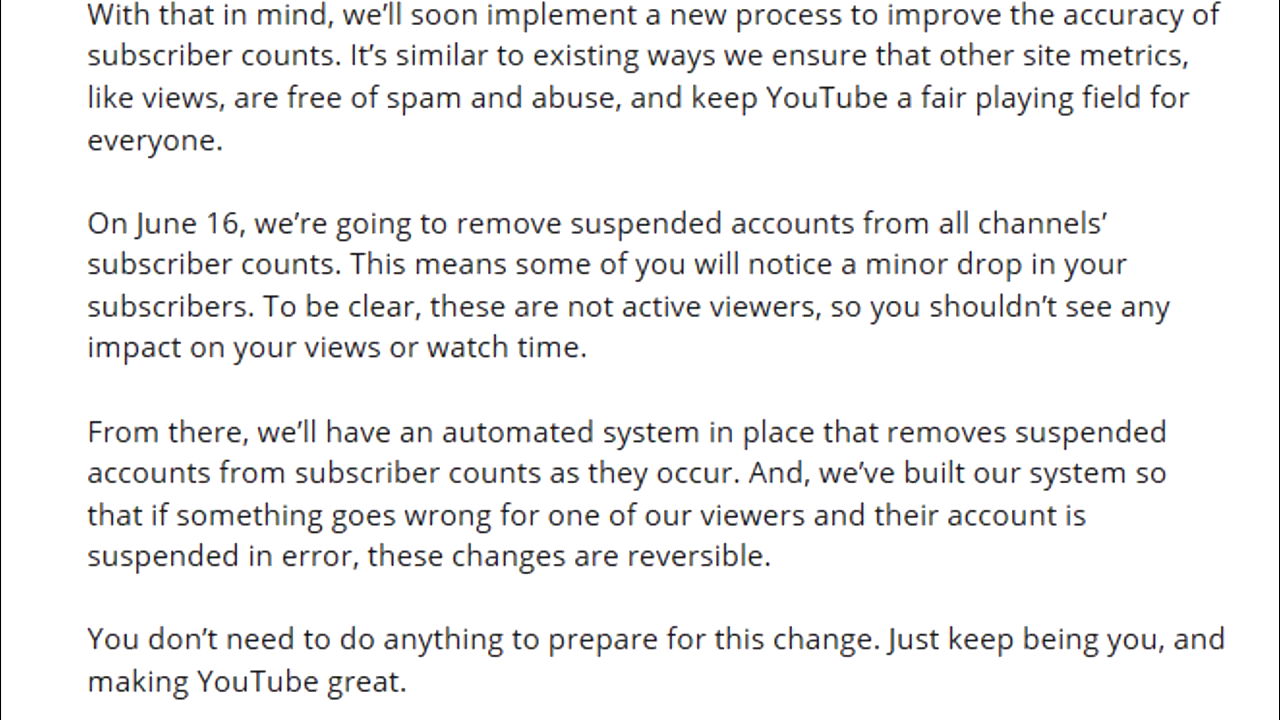 With that in mind, we’ll soon implement a new process to improve the accuracy of
subscriber counts. It’s similar to existing ways we ensure that other site metrics,
like views, are free of spam and abuse, and keep YouTube a fair playing field for
everyone.
On June 16, we’re going to remove suspended accounts from all channels’
subscriber counts. This means some of you will notice a minor drop in your
subscribers. To be clear, these are not active viewers, so you shouldn’t see any
impact on your views or watch time.
From there, we’ll have an automated system in place that removes suspended
accounts from subscriber counts as they occur. And, we’ve built our system so
that if something goes wrong for one of our viewers and their account is
suspended in error, these changes are reversible.
You don’t need to do anything to prepare for this change. Just keep being you, and
making YouTube great.